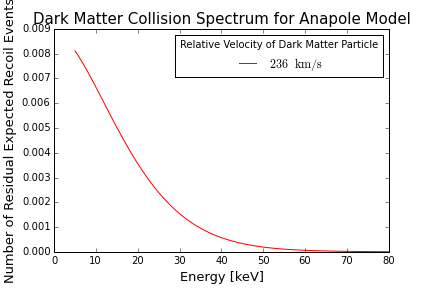 Dark Matter Collision Spectrum for Anapole Model
Number of Residual Expected Recoil Events
0.009
0.008
0.007
0.006
0.005
0.004
0.003
0.002
0.001
0.000
Relative Velocity of Dark Matter Particle
236 km/s
0 10 20 30 40 50 60 70 80
Energy [keV]